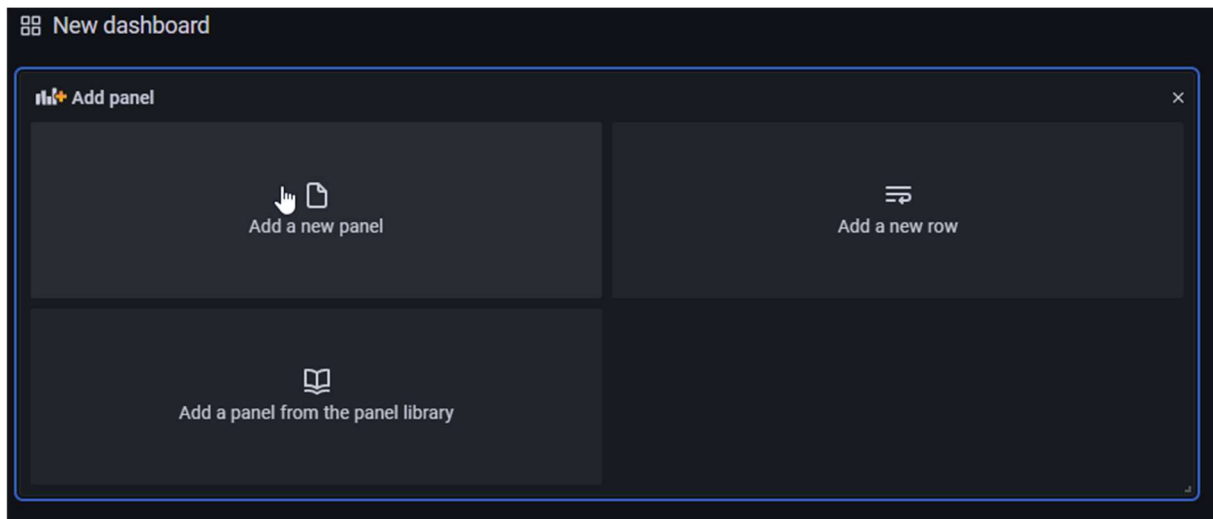 New dashboard
Add panel
Add a new panel
Add a new row
Add a panel from the panel library